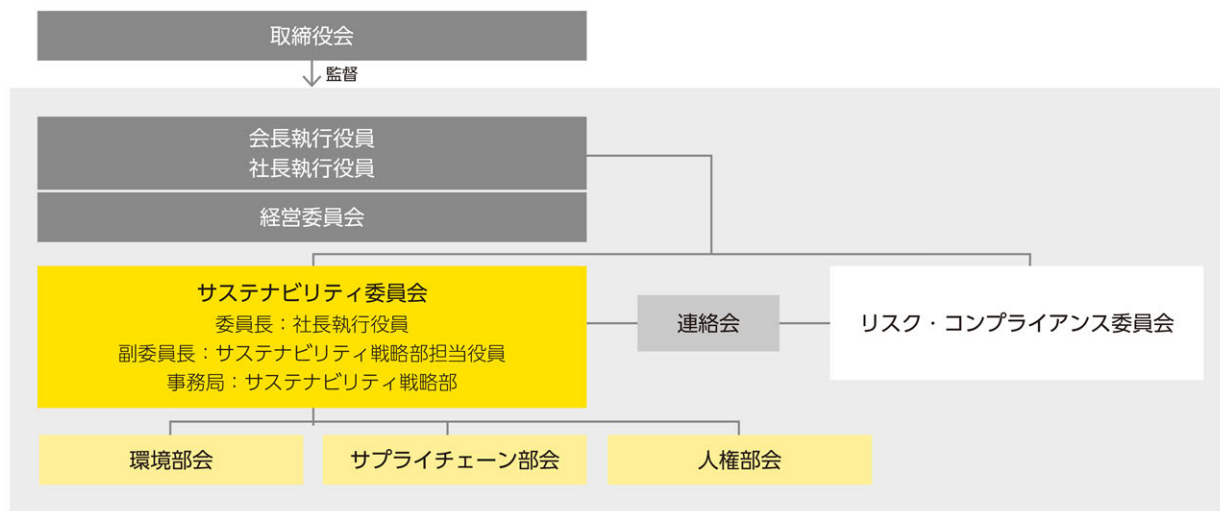 取締役会
監督
会長執行役員
社長執行役員
経営委員会
サステナビリティ委員会
委員長：社長執行役員
副委員長：サステナビリティ戦略部担当役員
事務局：サステナビリティ戦略部
連絡会
リスク・コンプライアンス委員会
環境部会
サプライチェーン部会
人権部会